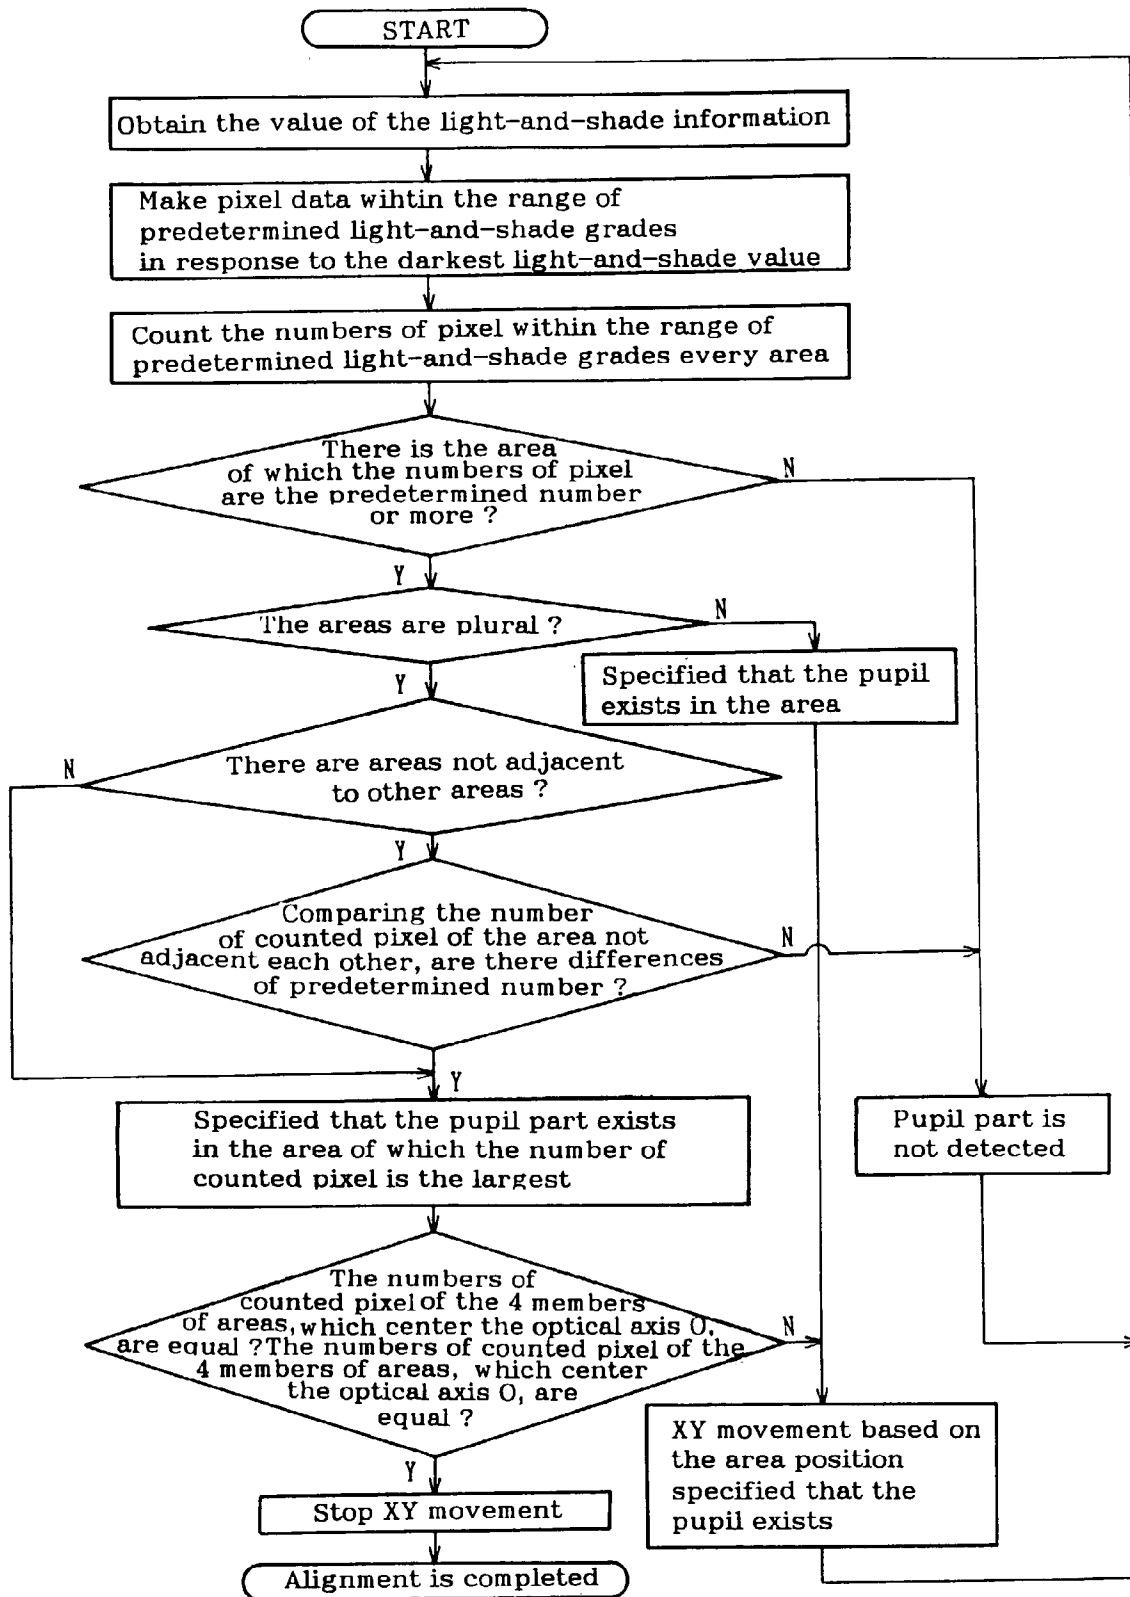 START
Obtain the value of the light-and-shade information
Make pixel data wihtin the range of
predetermined light-and-shade grades
in response to the darkest light-and-shade value
Count the numbers of pixel within the range of
predetermined light-and-shade grades every area
There is the area
of which the numbers of pixel
are the predetermined number
or more ?
N
Y
The areas are plural ?
N
Specified that the pupil
exists in the area
Y
There are areas not adjacent
to other areas ?
N
Y
Comparing the number
of counted pixel of the area not
adjacent each other, are there differences
of predetermined number ?
N
Y
Specified that the pupil part exists
in the area of which the number of
counted pixel is the largest
Pupil part is
not detected
The numbers of
counted pixel of the 4 members
of areas, which center the optical axis O,
are equal ? The numbers of counted pixel of the
4 members of areas, which center
the optical axis O, are
equal ?
N
Y
XY movement based on
the area position
specified that the
pupil exists
Stop XY movement
Alignment is completed